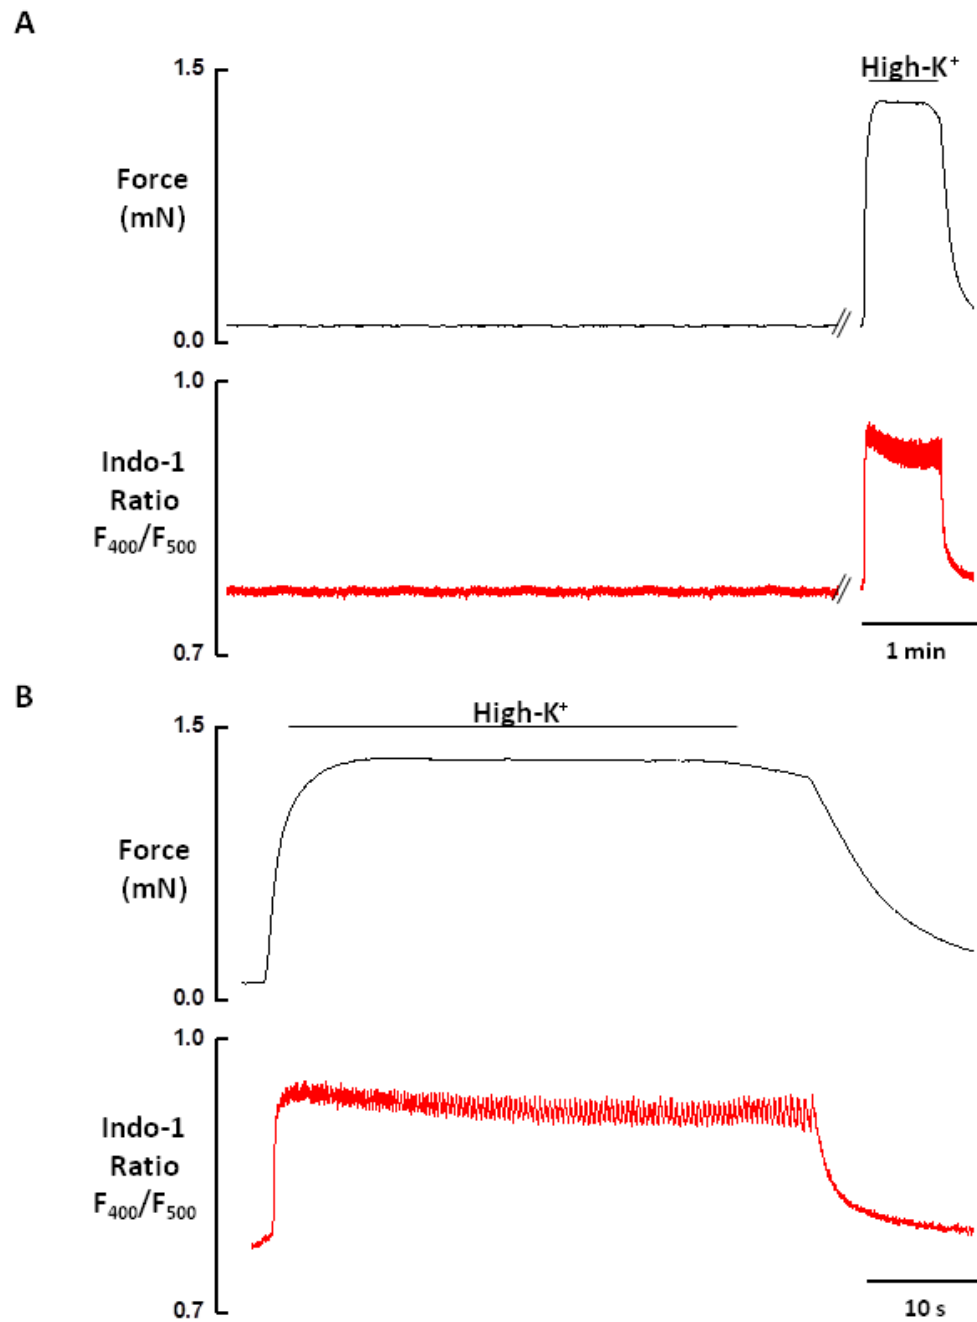 A
1.5
High-K⁺
Force
(mN)
0.0
1.0
Indo-1
Ratio
F₄₀₀/F₅₀₀
0.7
1 min
B
High-K⁺
1.5
Force
(mN)
0.0
1.0
Indo-1
Ratio
F₄₀₀/F₅₀₀
0.7
10 s